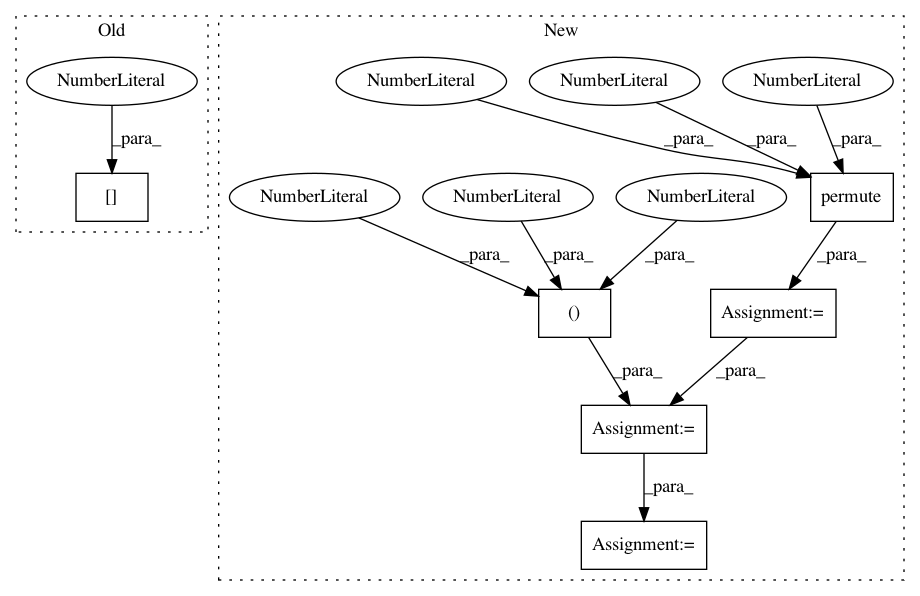 Old
New
NumberLiteral
NumberLiteral
NumberLiteral
NumberLiteral
_para_
_para_
_para_
_para_
[]
NumberLiteral
NumberLiteral
NumberLiteral
permute
_para_
_para_
_para_
_para_
()
Assignment:=
_para_
_para_
Assignment:=
_para_
Assignment:=